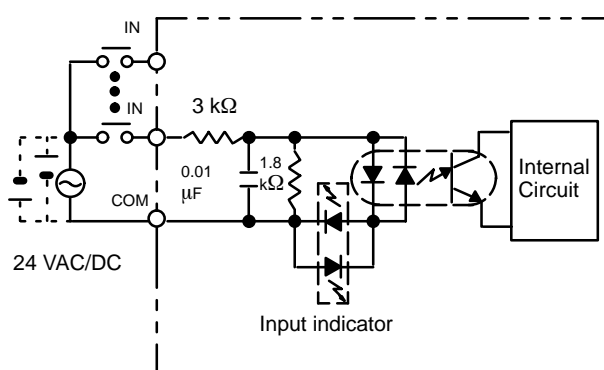 IN
IN
3 kΩ
0.01
μF
1.8
kΩ
COM
Internal
Circuit
24 VAC/DC
Input indicator